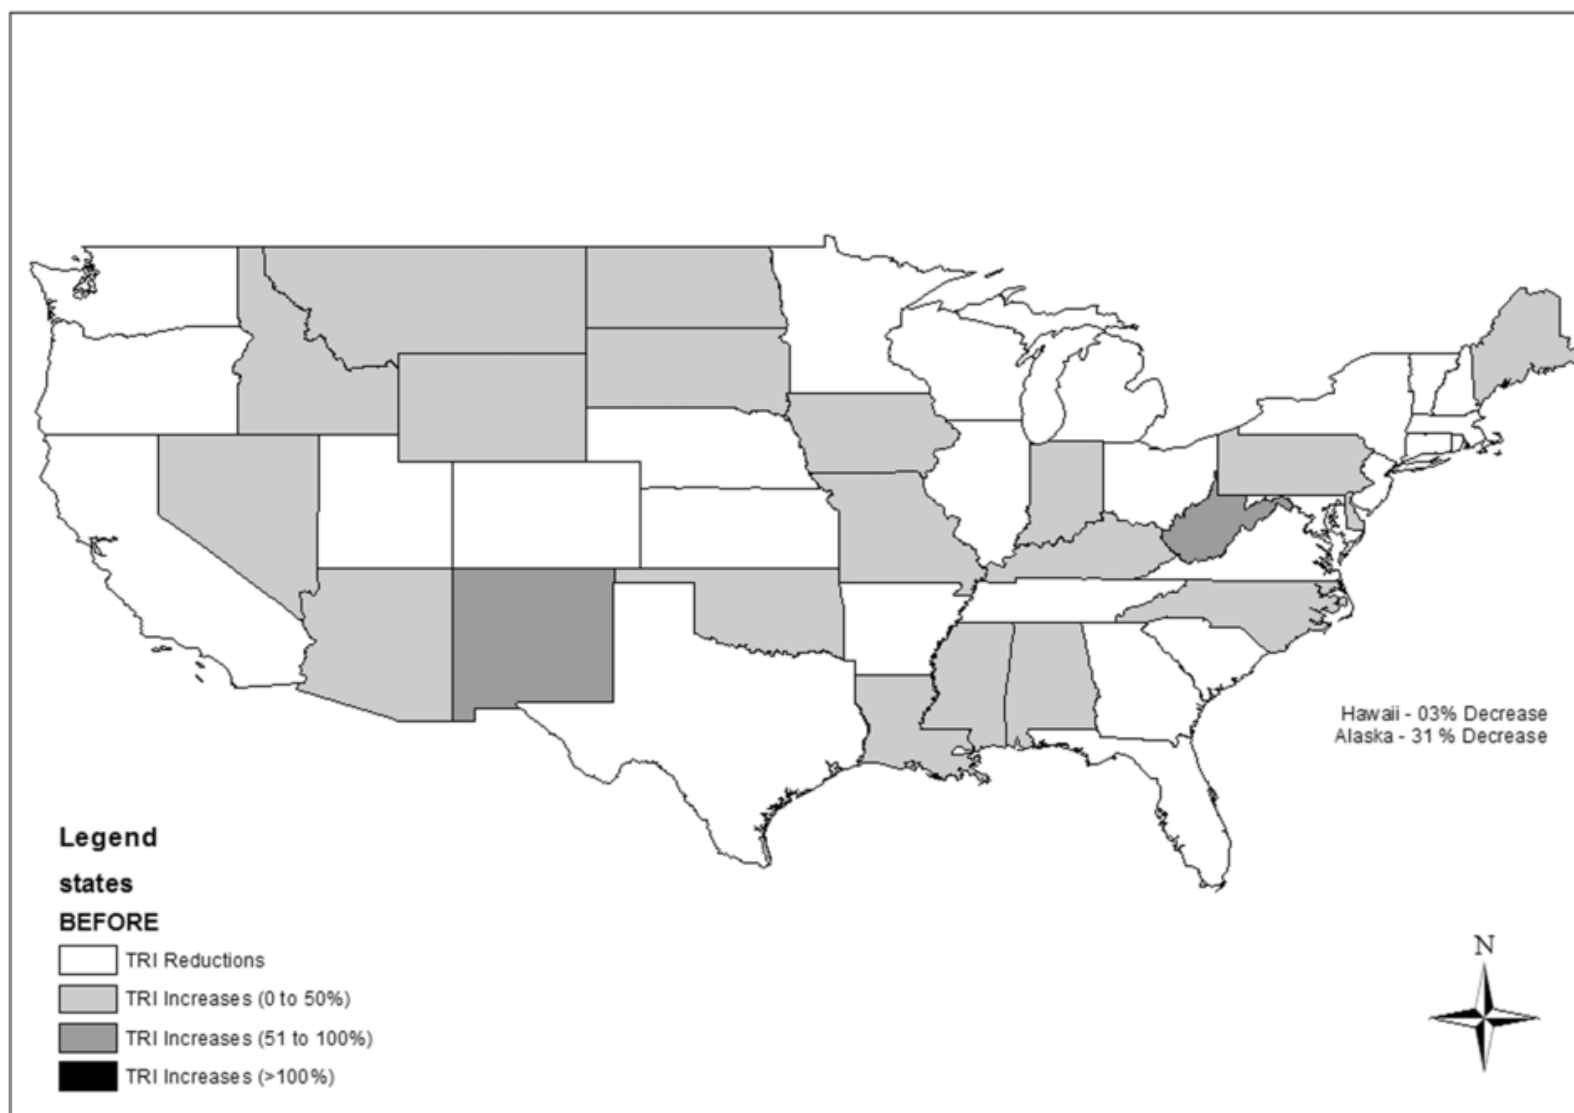 Hawaii - 03% Decrease
Alaska - 31 % Decrease
Legend
states
BEFORE
TRI Reductions
TRI Increases (0 to 50%)
TRI Increases (51 to 100%)
TRI Increases (>100%)
N